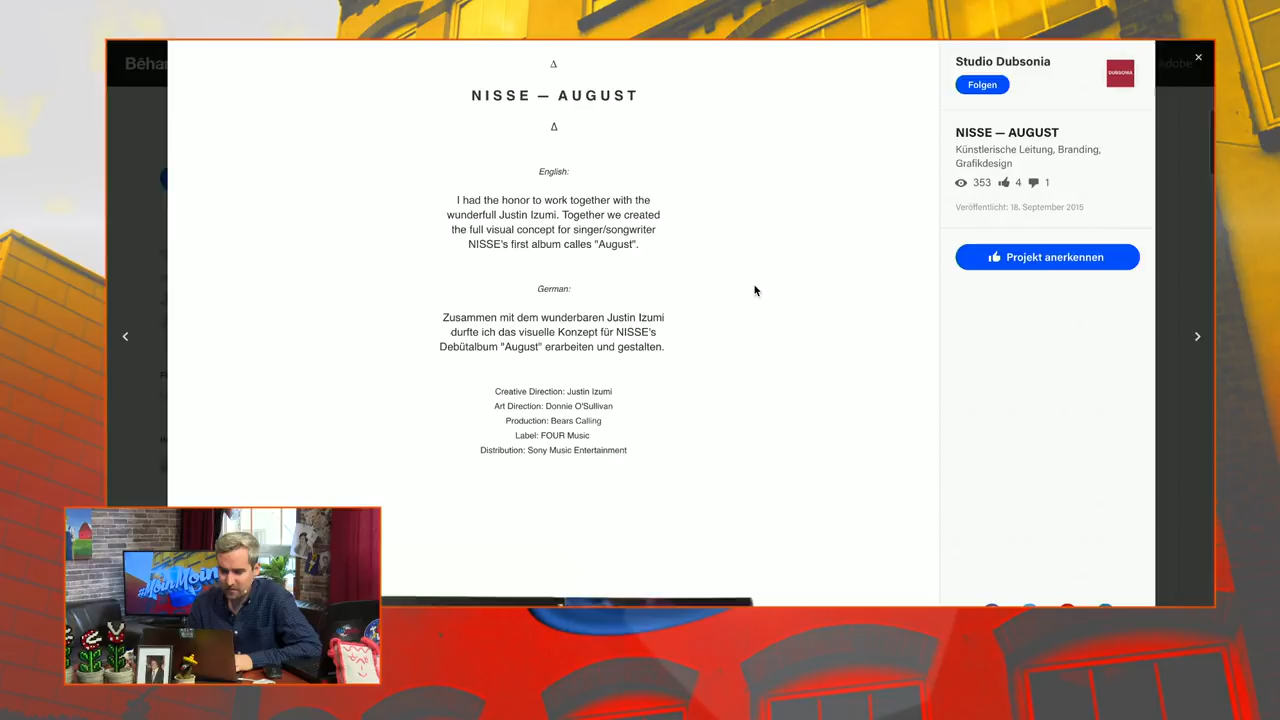 Béhan
Adobe
Δ
NISSE — AUGUST
Δ
English:
I had the honor to work together with the
wunderfull Justin Izumi. Together we created
the full visual concept for singer/songwriter
NISSE's first album calles "August".
German:
Zusammen mit dem wunderbaren Justin Izumi
durfte ich das visuelle Konzept für NISSE's
Debütalbum "August" erarbeiten und gestalten.
Creative Direction: Justin Izumi
Art Direction: Donnie O'Sullivan
Production: Bears Calling
Label: FOUR Music
Distribution: Sony Music Entertainment
Studio Dubsonia
Folgen
DUBSONIA
NISSE — AUGUST
Künstlerische Leitung, Branding,
Grafikdesign
353 4 1
Veröffentlicht: 18. September 2015
Projekt anerkennen
#MoinMoin